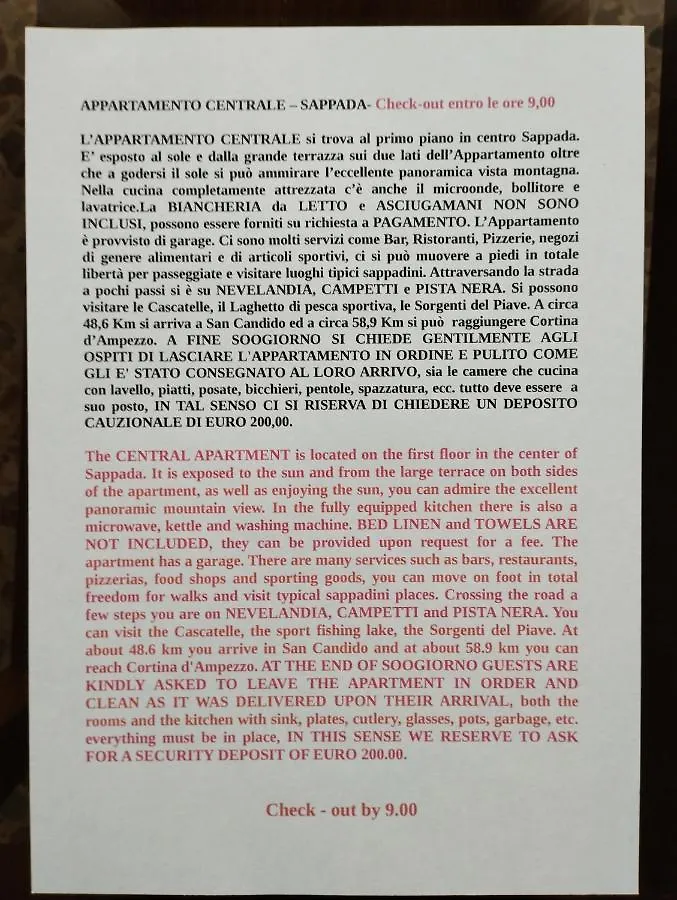 APPARTAMENTO CENTRALE – SAPPADA- Check-out entro le ore 9,00
L'APPARTAMENTO CENTRALE si trova al primo piano in centro Sappada.
E' esposto al sole e dalla grande terrazza sui due lati dell'Appartamento oltre
che a godersi il sole si può ammirare l'eccellente panoramica vista montagna.
Nella cucina completamente attrezzata c'è anche il microonde, bollitore e
lavatrice.La BIANCHERIA da LETTO e ASCIUGAMANI NON SONO
INCLUSI, possono essere forniti su richiesta a PAGAMENTO. L'Appartamento
è provvisto di garage. Ci sono molti servizi come Bar, Ristoranti, Pizzerie, negozi
di genere alimentari e di articoli sportivi, ci si può muovere a piedi in totale
libertà per passeggiate e visitare luoghi tipici sappadini. Attraversando la strada
a pochi passi si è su NEVELANDIA, CAMPETTI e PISTA NERA. Si possono
visitare le Cascatelle, il Laghetto di pesca sportiva, le Sorgenti del Piave. A circa
48,6 Km si arriva a San Candido ed a circa 58,9 Km si può raggiungere Cortina
d'Ampezzo. A FINE SOOGIORNO SI CHIEDE GENTILMENTE AGLI
OSPITI DI LASCIARE L'APPARTAMENTO IN ORDINE E PULITO COME
GLI E' STATO CONSEGNATO AL LORO ARRIVO, sia le camere che cucina
con lavello, piatti, posate, bicchieri, pentole, spazzatura, ecc. tutto deve essere a
suo posto, IN TAL SENSO CI SI RISERVA DI CHIEDERE UN DEPOSITO
CAUZIONALE DI EURO 200,00.
The CENTRAL APARTMENT is located on the first floor in the center of
Sappada. It is exposed to the sun and from the large terrace on both sides
of the apartment, as well as enjoying the sun, you can admire the excellent
panoramic mountain view. In the fully equipped kitchen there is also a
microwave, kettle and washing machine. BED LINEN and TOWELS ARE
NOT INCLUDED, they can be provided upon request for a fee. The
apartment has a garage. There are many services such as bars, restaurants,
pizzerias, food shops and sporting goods, you can move on foot in total
freedom for walks and visit typical sappadini places. Crossing the road a
few steps you are on NEVELANDIA, CAMPETTI and PISTA NERA. You
can visit the Cascatelle, the sport fishing lake, the Sorgenti del Piave. At
about 48.6 km you arrive in San Candido and at about 58.9 km you can
reach Cortina d'Ampezzo. AT THE END OF SOOGIORNO GUESTS ARE
KINDLY ASKED TO LEAVE THE APARTMENT IN ORDER AND
CLEAN AS IT WAS DELIVERED UPON THEIR ARRIVAL, both the
rooms and the kitchen with sink, plates, cutlery, glasses, pots, garbage, etc.
everything must be in place, IN THIS SENSE WE RESERVE TO ASK
FOR A SECURITY DEPOSIT OF EURO 200.00.
Check - out by 9.00